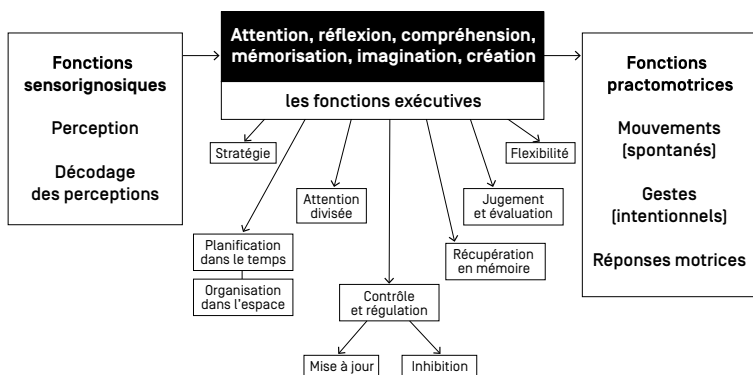 Fonctions
sensorignosiques
Perception
Décodage
des perceptions
Attention, réflexion, compréhension,
mémorisation, imagination, création
les fonctions exécutives
Stratégie
Planification
dans le temps
Organisation
dans l'espace
Attention
divisée
Contrôle
et régulation
Mise à jour
Inhibition
Récupération
en mémoire
Jugement
et évaluation
Flexibilité
Fonctions
practomotrices
Mouvements
(spontanés)
Gestes
(intentionnels)
Réponses motrices